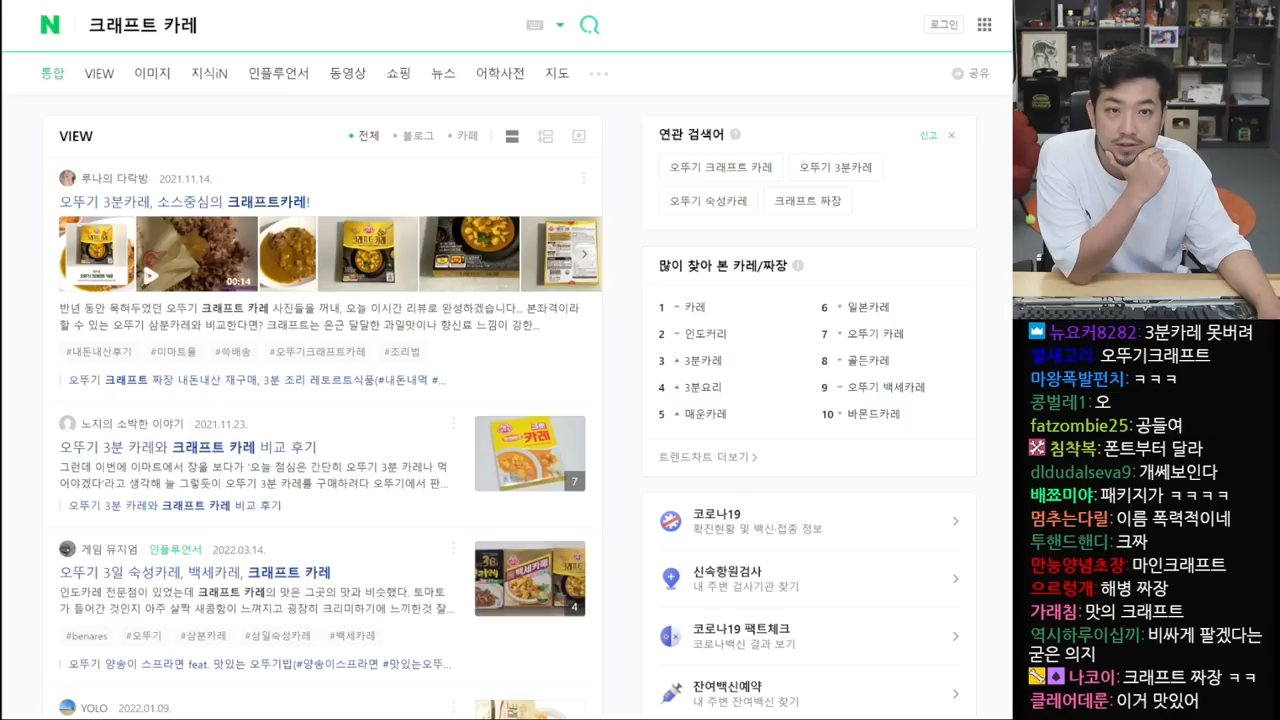 N
크래프트 카레
로그인
통합 VIEW 이미지 지식iN 인플루언서 동영상 쇼핑 뉴스 어학사전 지도
공유
VIEW
전체 블로그 카페
루나의 다락방 2021.11.14.
오뚜기 3분카레, 소스중심의 크래프트카레!
00:14
반년 동안 묵혀두었던 오뚜기 크래프트 카레 사진들을 꺼내, 오늘 이시간 리뷰로 완성하겠습니다... 본좌격이라
할 수 있는 오뚜기 삼분카레와 비교한다면? 크래프트는 은근 달달한 과일맛이나 향신료 느낌이 강한...
#내돈내산후기 #이마트몰 #쓱배송 #오뚜기크래프트카레 #조리법
오뚜기 크래프트 짜장 내돈내산 재구매, 3분 조리 레토르트식품(#내돈내먹 #...
노지의 소박한 이야기 2021.11.23.
오뚜기 3분 카레와 크래프트 카레 비교 후기
그런데 이번에 이마트에서 장을 보다가 '오늘 점심은 간단히 오뚜기 3분 카레나 먹
어야겠다'라고 생각해 늘 그렇듯이 오뚜기 3분 카레를 구매하려다 오뚜기에서 판...
오뚜기 3분 카레와 크래프트 카레 비교 후기
3분
카레
7
게임 뮤지엄 인플루언서 2022.03.14.
오뚜기 3일 숙성카레, 백세카레, 크래프트 카레
인도카레 전문점이 있었는데 크래프트 카레의 맛은 그곳의 맛과 비슷했다. 토마토
가 들어간 것인지 아주 살짝 새콤함이 느껴지고 굉장히 크리미하기에 느끼한것 잘...
#benares #오뚜기 #삼분카레 #삼일숙성카레 #백세카레
오뚜기 양송이 스프라면 feat. 맛있는 오뚜기밥(#양송이스프라면 #맛있는오뚜...
백세카레
4
YOLO 2022.01.09.
연관 검색어
신고
오뚜기 크래프트 카레 오뚜기 3분카레
오뚜기 숙성카레 크래프트 짜장
많이 찾아 본 카레/짜장
1 카레
2 인도커리
3 3분카레
4 3분요리
5 매운카레
6 일본카레
7 오뚜기 카레
8 골든카레
9 오뚜기 백세카레
10 바몬드카레
트렌드차트 더보기
코로나19
확진현황 및 백신·접종 정보
신속항원검사
내 주변 검사기관 찾기
코로나19 팩트체크
코로나백신 결과 보기
잔여백신예약
내 주변 잔여백신 찾기
뉴요커8282: 3분카레 못버려
열새고리: 오뚜기크래프트
마왕폭발펀치: ㅋㅋㅋ
콩벌레1: 오
fatzombie25: 공들여
침착복: 폰트부터 달라
dldudalseva9: 개쎄보인다
배쬬미야: 패키지가 ㅋㅋㅋㅋ
멈추는다릴: 이름 폭력적이네
투핸드핸디: 크짜
만능양념초장: 마인크래프트
으르렁개: 해병 짜장
가래침: 맛의 크래프트
역시하루이십끼: 비싸게 팔겠다는
굳은 의지
나코이: 크래프트 짜장 ㅋㅋ
클레어데룬: 이거 맛있어